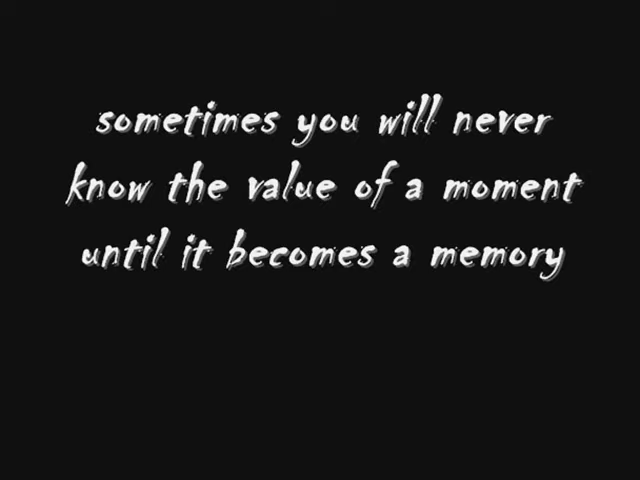 sometimes you will never
know the value of a moment
until it becomes a memory